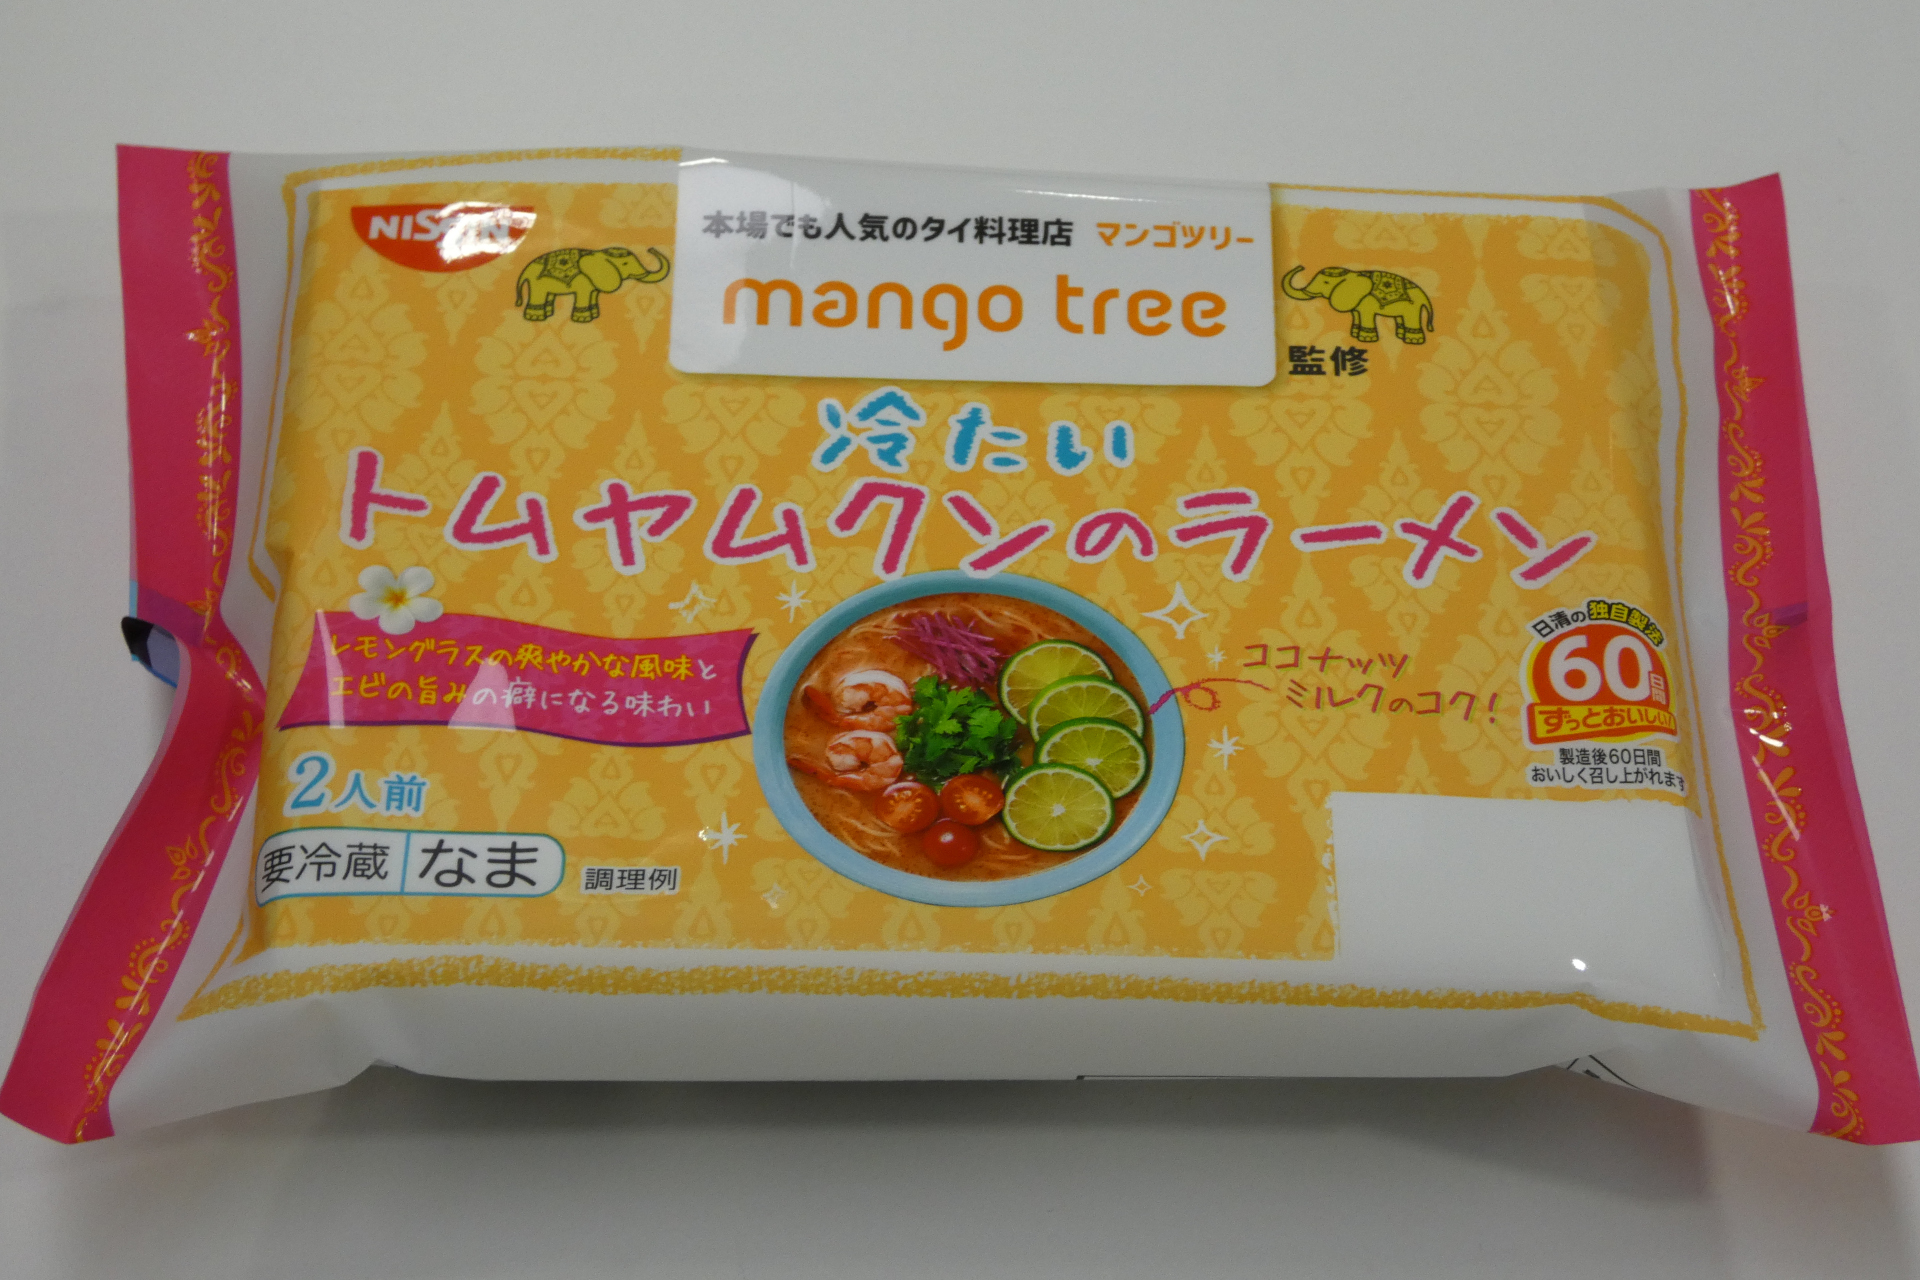 NISSIN
本場でも人気のタイ料理店 マンゴツリー
mango tree
監修
冷たい
トムヤムクンのラーメン
レモングラスの爽やかな風味と
エビの旨みの癖になる味わい
ココナッツ
ミルクのコク!
日清の独自製法
60日間
ずっとおいしい!
製造後60日間
おいしく召し上がれます
2人前
要冷蔵 なま
調理例